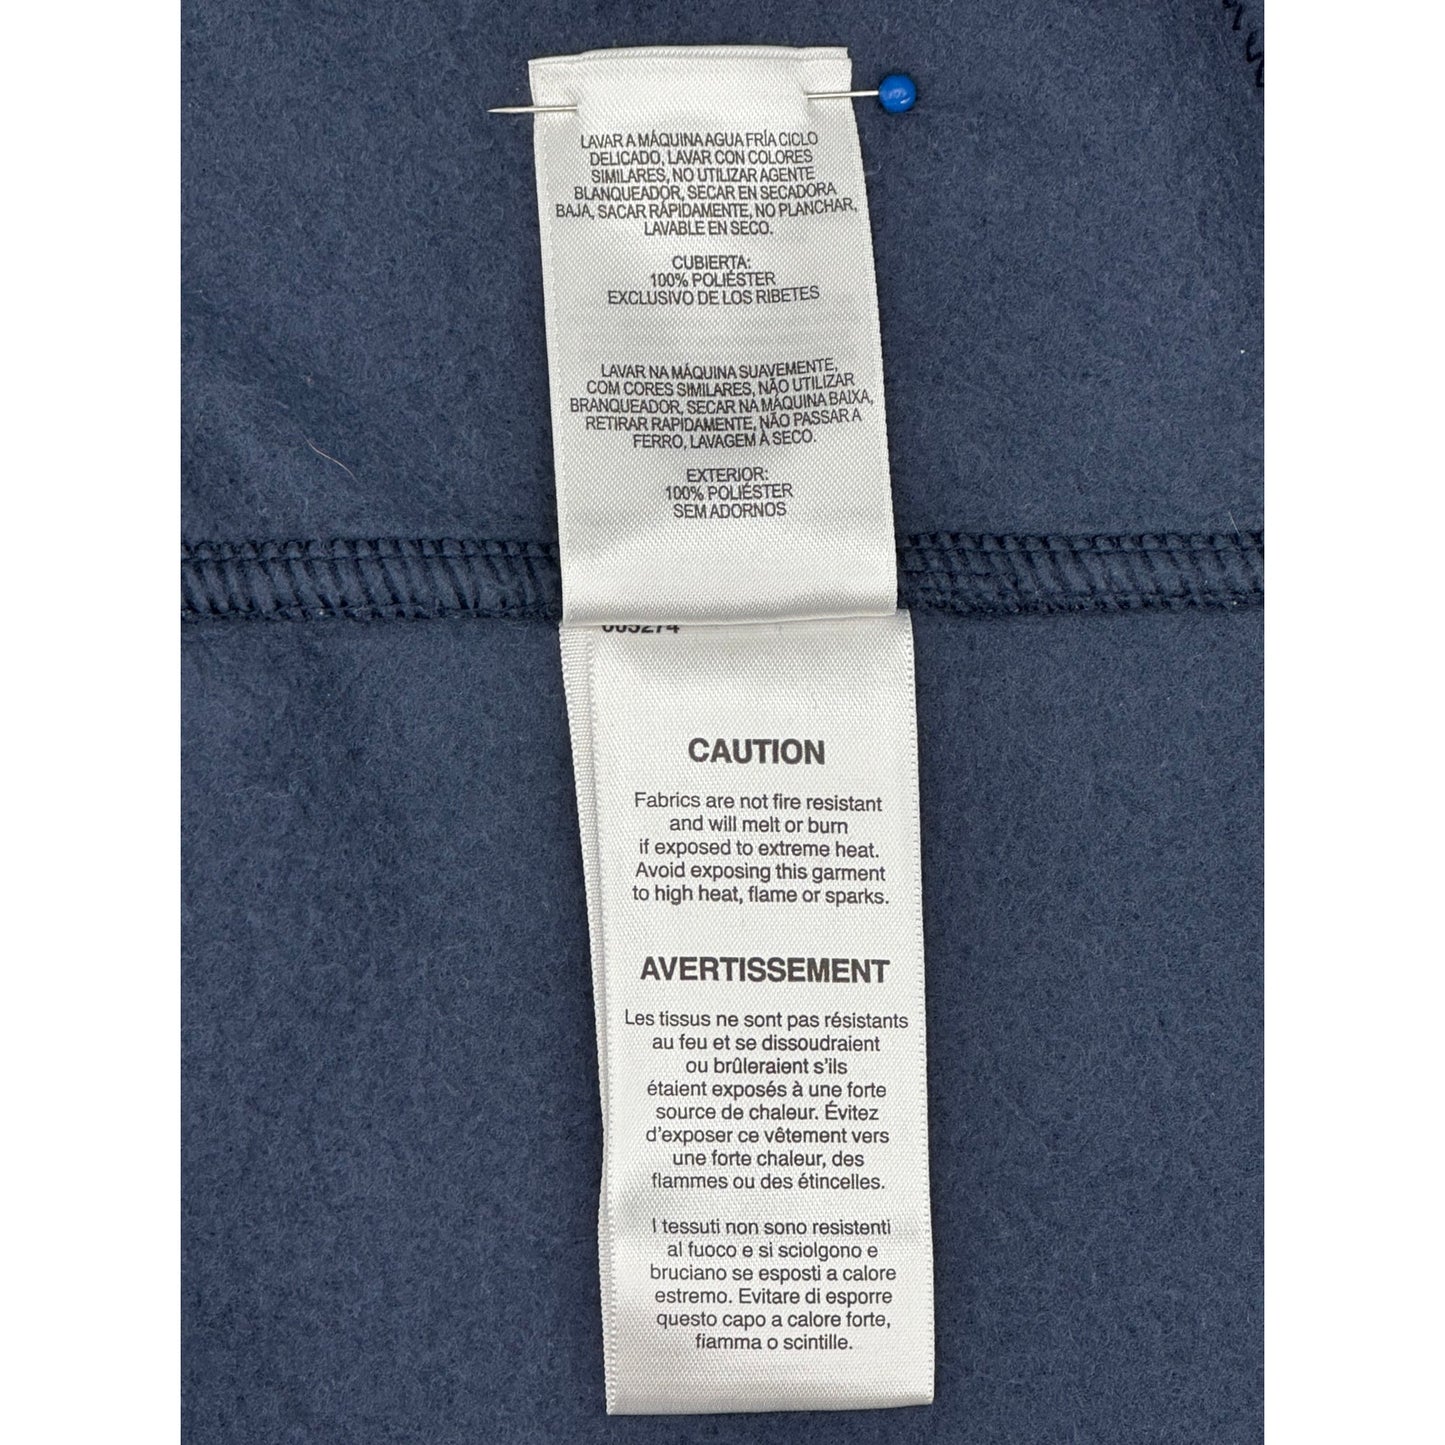 LAVAR A MÁQUINA AGUA FRÍA CICLO
DELICADO, LAVAR CON COLORES
SIMILARES, NO UTILIZAR AGENTE
BLANQUEADOR, SECAR EN SECADORA
BAJA, SACAR RÁPIDAMENTE, NO PLANCHAR,
LAVABLE EN SECO.
CUBIERTA:
100% POLIÉSTER
EXCLUSIVO DE LOS RIBETES
LAVAR NA MÁQUINA SUAVEMENTE,
COM CORES SIMILARES, NÃO UTILIZAR
BRANQUEADOR, SECAR NA MÁQUINA BAIXA,
RETIRAR RAPIDAMENTE, NÃO PASSAR A
FERRO, LAVAGEM À SECO.
EXTERIOR:
100% POLIÉSTER
SEM ADORNOS
CAUTION
Fabrics are not fire resistant
and will melt or burn
if exposed to extreme heat.
Avoid exposing this garment
to high heat, flame or sparks.
AVERTISSEMENT
Les tissus ne sont pas résistants
au feu et se dissoudraient
ou brûleraient s'ils
étaient exposés à une forte
source de chaleur. Évitez
d'exposer ce vêtement vers
une forte chaleur, des
flammes ou des étincelles.
I tessuti non sono resistenti
al fuoco e si sciolgono e
bruciano se esposti a calore
estremo. Evitare di esporre
questo capo a calore forte,
fiamma o scintille.